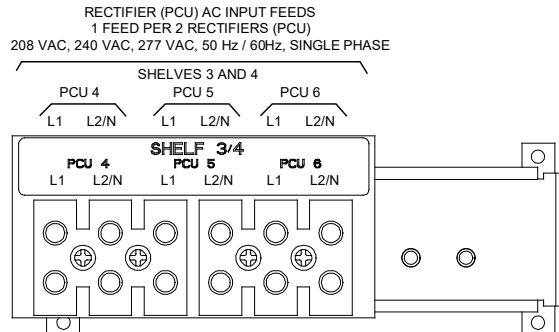 RECTIFIER (PCU) AC INPUT FEEDS
1 FEED PER 2 RECTIFIERS (PCU)
208 VAC, 240 VAC, 277 VAC, 50 Hz / 60Hz, SINGLE PHASE
SHELVES 3 AND 4
PCU 4 PCU 5 PCU 6
L1 L2/N L1 L2/N L1 L2/N
SHELF 3/4
PCU 4 PCU 5 PCU 6
L1 L2/N L1 L2/N L1 L2/N